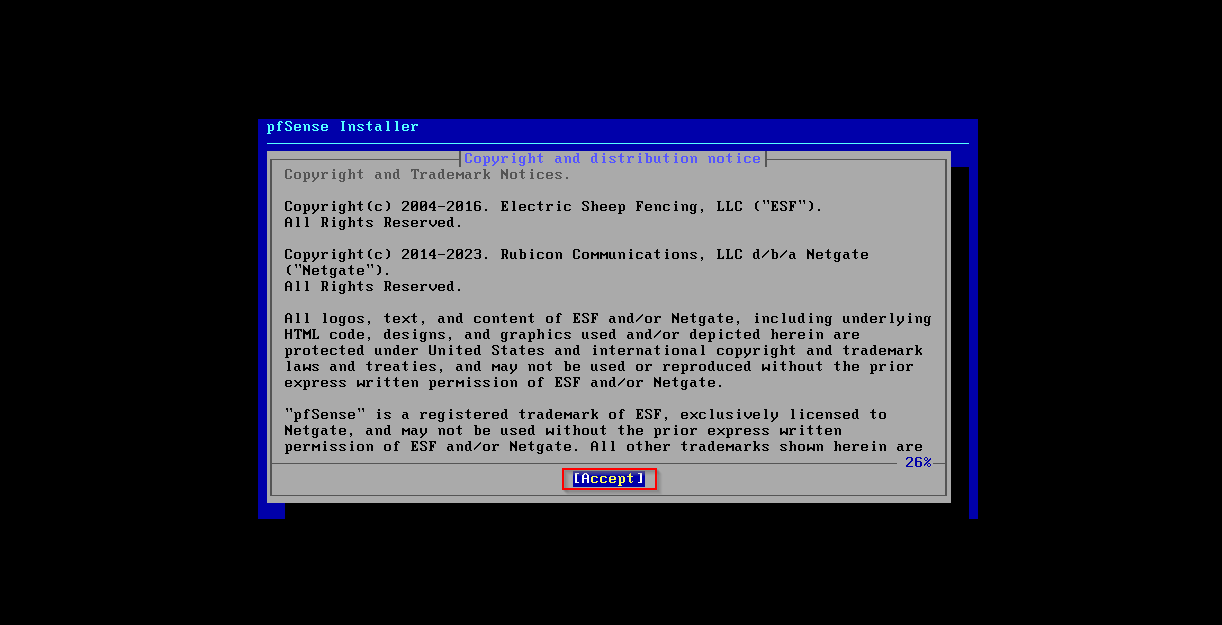 pfSense Installer
Copyright and distribution notice
Copyright and Trademark Notices.
Copyright(c) 2004-2016. Electric Sheep Fencing, LLC ("ESF").
All Rights Reserved.
Copyright(c) 2014-2023. Rubicon Communications, LLC d/b/a Netgate
("Netgate").
All Rights Reserved.
All logos, text, and content of ESF and/or Netgate, including underlying
HTML code, designs, and graphics used and/or depicted herein are
protected under United States and international copyright and trademark
laws and treaties, and may not be used or reproduced without the prior
express written permission of ESF and/or Netgate.
"pfSense" is a registered trademark of ESF, exclusively licensed to
Netgate, and may not be used without the prior express written
permission of ESF and/or Netgate. All other trademarks shown herein are
26%
[Accept]